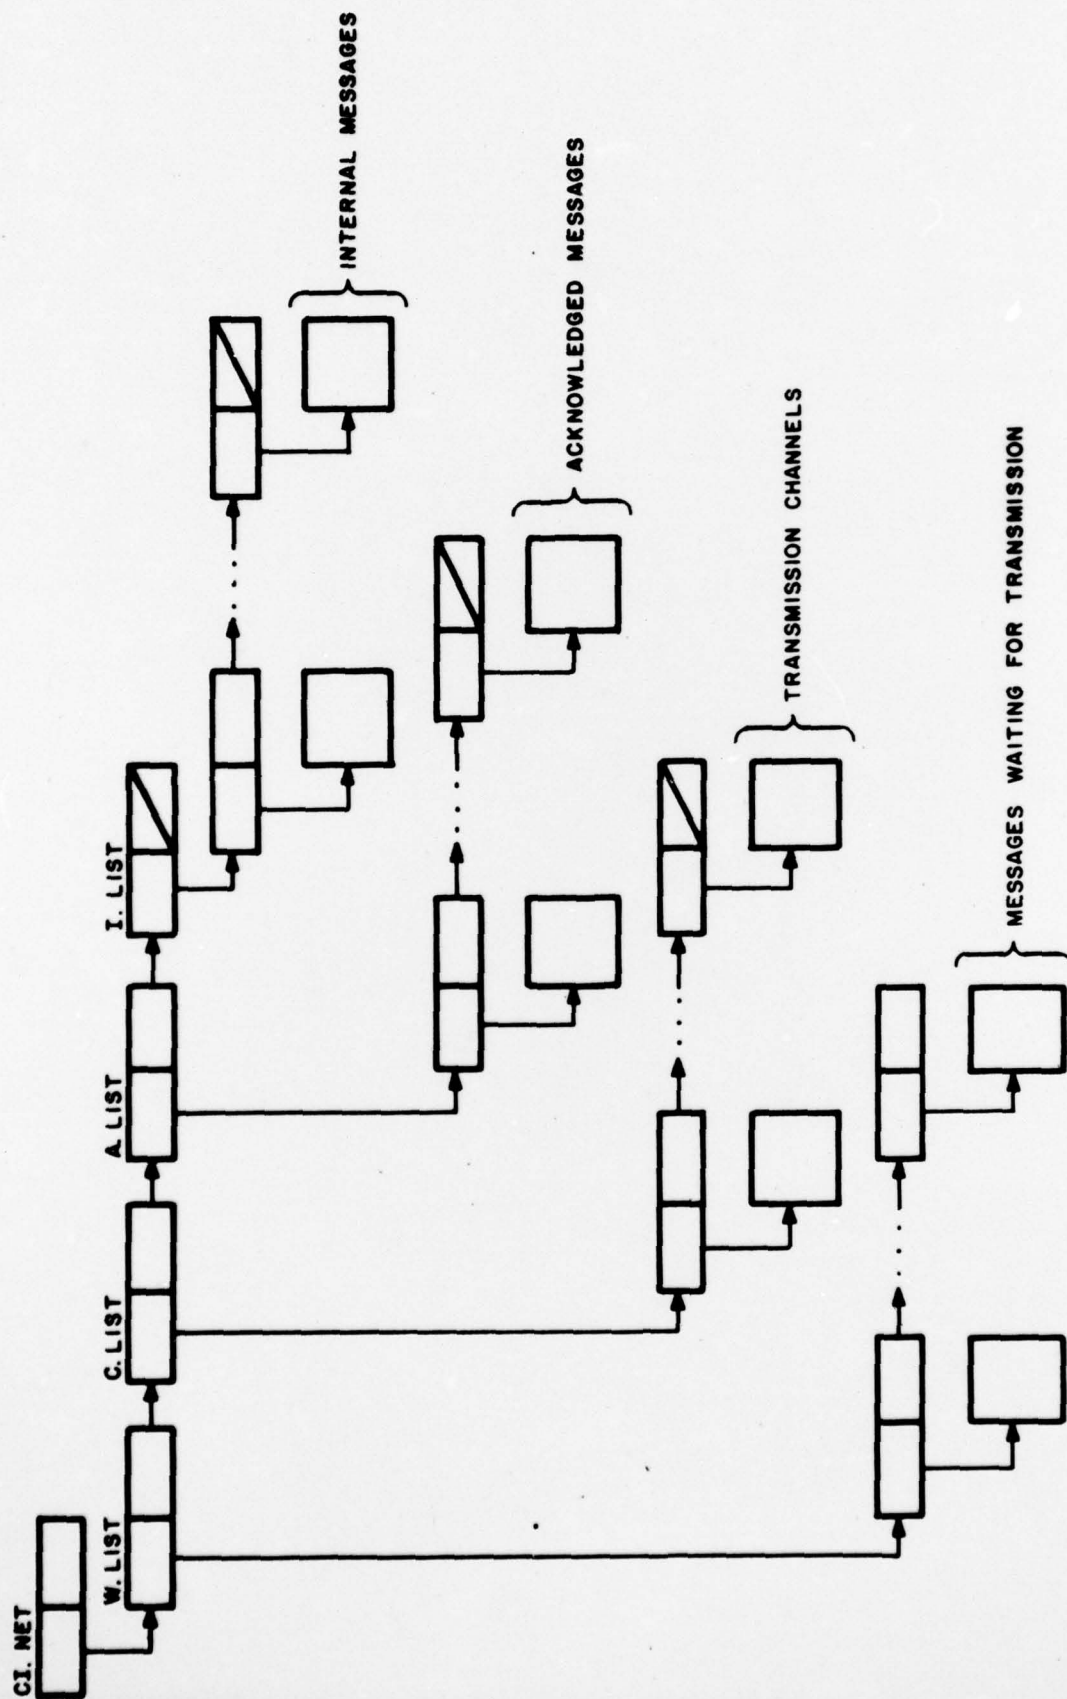 CI. NET
W. LIST
C. LIST
A. LIST
I. LIST
INTERNAL MESSAGES
ACKNOWLEDGED MESSAGES
TRANSMISSION CHANNELS
MESSAGES WAITING FOR TRANSMISSION